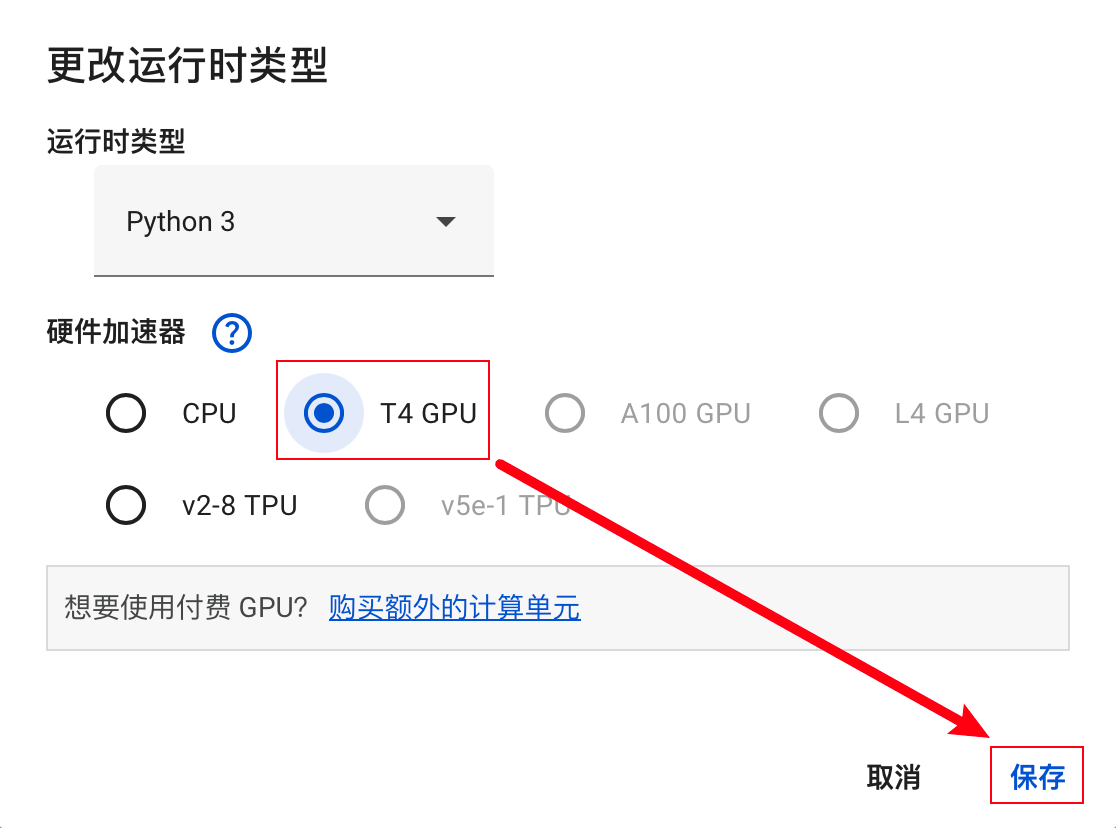 更改运行时类型
运行时类型
Python 3
硬件加速器 ?
CPU T4 GPU A100 GPU L4 GPU
v2-8 TPU v5e-1 TPU
想要使用付费 GPU? 购买额外的计算单元
取消 保存